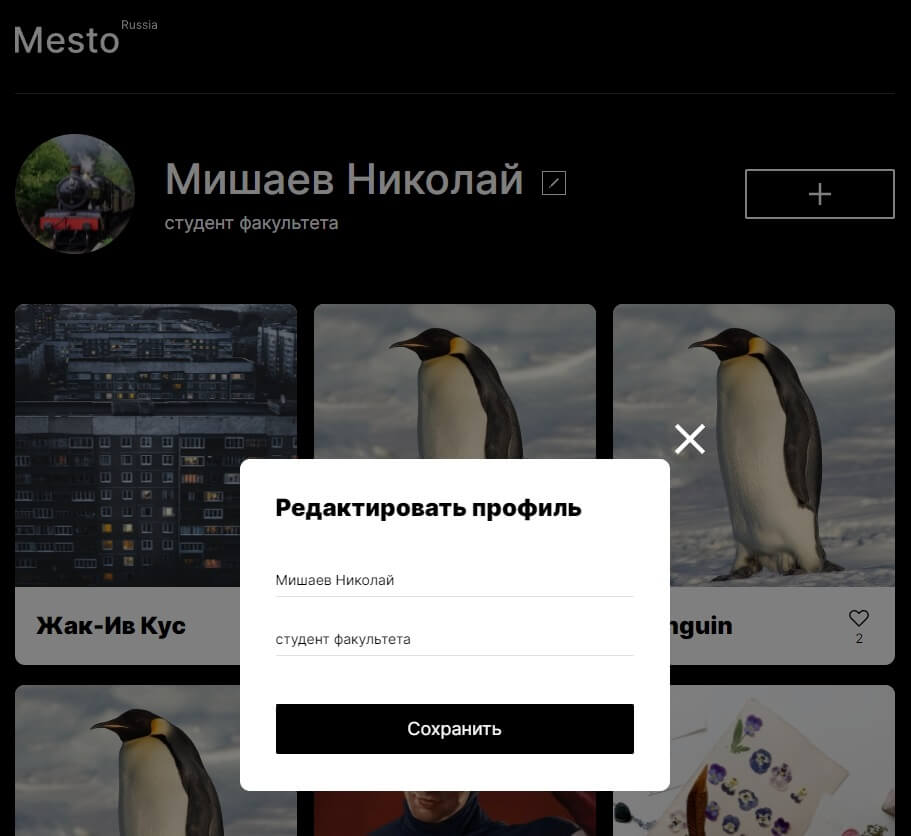 Mesto Russia
Мишаев Николай
студент факультета
Редактировать профиль
Мишаев Николай
студент факультета
Сохранить
Жак-Ив Кус
nguin
2